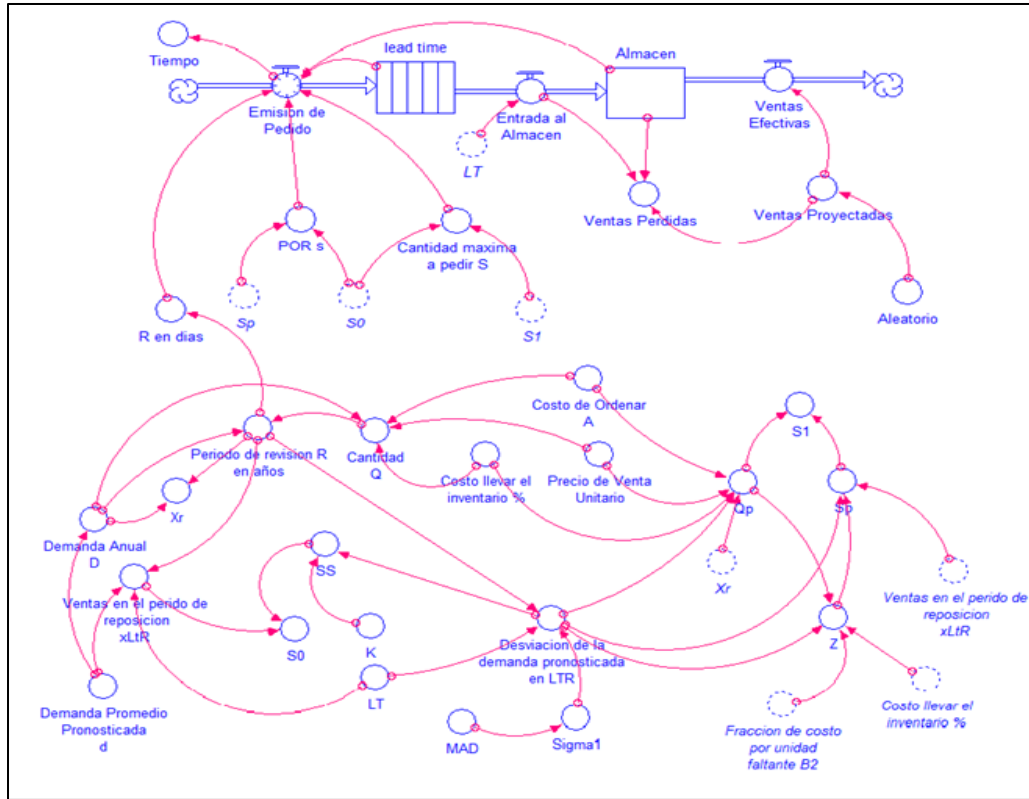 lead time
Almacen
Tiempo
Emision de
Pedido
Entrada al
Almacen
Ventas
Efectivas
LT
Ventas Perdidas
Ventas Proyectadas
POR s
Cantidad maxima
a pedir S
Sp
S0
S1
R en dias
Aleatorio
Costo de Ordenar
A
S1
Periodo de revision R
en años
Cantidad
Q
Costo llevar el
inventario %
Precio de Venta
Unitario
Qp
Sp
Xr
Demanda Anual
D
SS
Xr
Ventas en el perido de
reposicion
xLtR
Ventas en el perido de
reposicion
xLtR
S0
K
Desviacion de la
demanda pronosticada
en LTR
Z
LT
Demanda Promedio
Pronosticada
d
MAD
Sigma1
Fraccion de costo
por unidad
faltante B2
Costo llevar el
inventario %